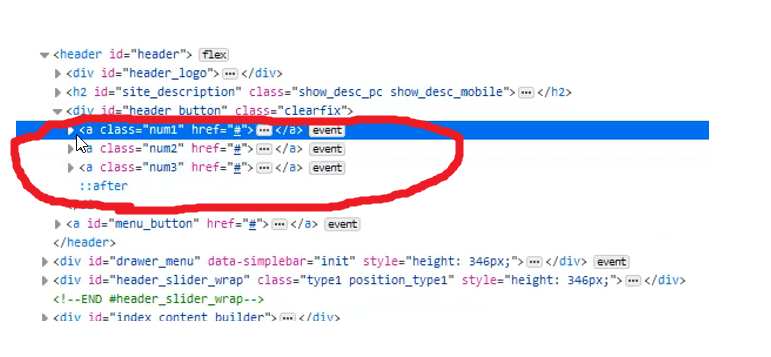 <header id="header"> flex
<div id="header_logo"> ••• </div>
<h2 id="site_description" class="show_desc_pc show_desc_mobile"> ••• </h2>
<div id="header_button" class="clearfix">
<a class="num1" href="#"> ••• </a> event
<a class="num2" href="#"> ••• </a> event
<a class="num3" href="#"> ••• </a> event
::after
<a id="menu_button" href="#"> ••• </a> event
</header>
<div id="drawer_menu" data-simplebar="init" style="height: 346px;"> ••• </div> event
<div id="header_slider_wrap" class="type1 position_type1" style="height: 346px;"> ••• </div>
<!--END #header_slider_wrap-->
<div id="index_content_builder"> ••• </div>